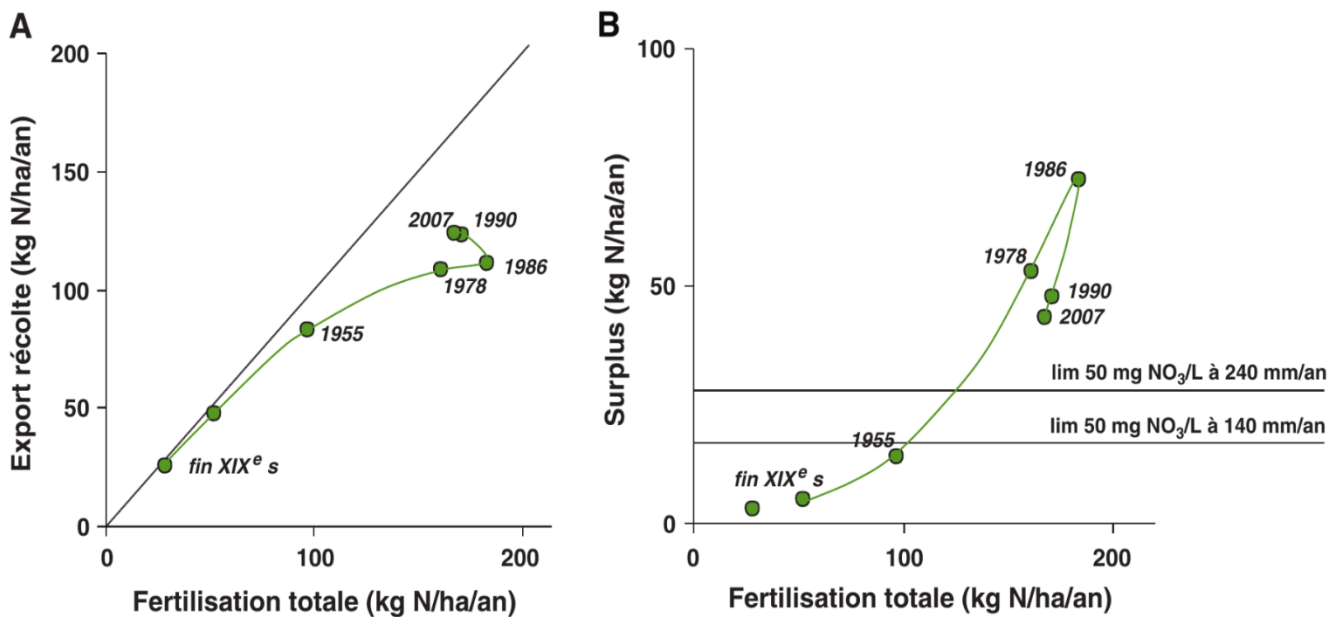 A
Export récolte (kg N/ha/an)
200
150
100
50
0
2007
1990
1986
1978
1955
fin XIXe s
0
100
200
Fertilisation totale (kg N/ha/an)
B
Surplus (kg N/ha/an)
100
50
0
1986
1978
1990
2007
lim 50 mg NO3/L à 240 mm/an
lim 50 mg NO3/L à 140 mm/an
1955
fin XIXe s
0
100
200
Fertilisation totale (kg N/ha/an)